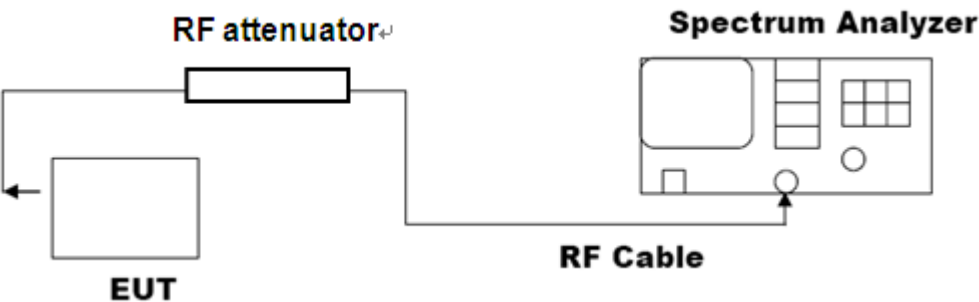 RF attenuator↵
Spectrum Analyzer
RF Cable
EUT